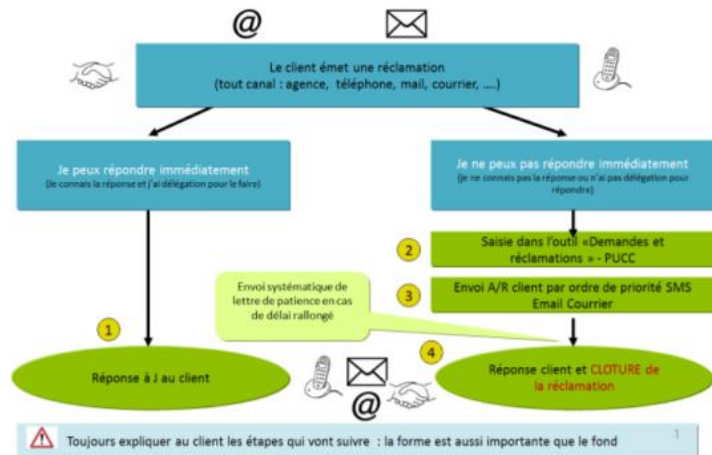 @
Le client émet une réclamation
(tout canal : agence, téléphone, mail, courrier, ....)
Je peux répondre immédiatement
(Je connais la réponse et j'ai délégation pour le faire)
Je ne peux pas répondre immédiatement
(je ne connais pas la réponse ou n'ai pas délégation pour
répondre)
2
Saisie dans l'outil «Demandes et
réclamations » - PUCC
Envoi systématique de
lettre de patience en cas
de délai rallongé
3
Envoi A/R client par ordre de priorité SMS
Email Courrier
1
Réponse à J au client
@
4
Réponse client et CLOTURE de
la réclamation
Toujours expliquer au client les étapes qui vont suivre : la forme est aussi importante que le fond
1